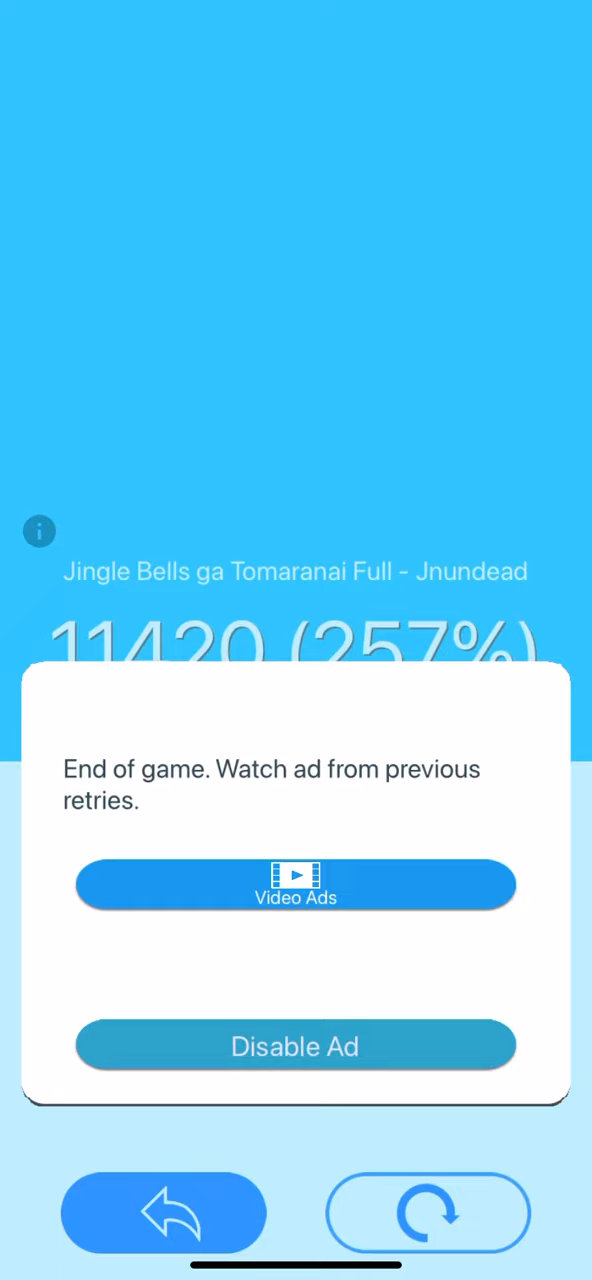 Jingle Bells ga Tomaranai Full - Jnundead
11420 (257%)
End of game. Watch ad from previous
retries.
Video Ads
Disable Ad